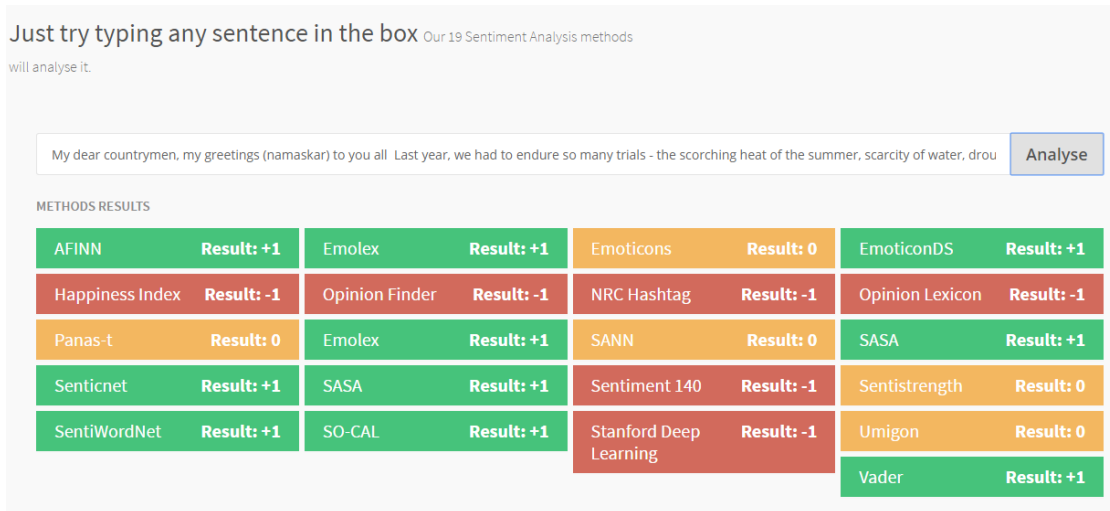 Just try typing any sentence in the box Our 19 Sentiment Analysis methods
will analyse it.
My dear countrymen, my greetings (namaskar) to you all  Last year, we had to endure so many trials - the scorching heat of the summer, scarcity of water, drou
Analyse
METHODS RESULTS
AFINN Result: +1
Emolex Result: +1
Emoticons Result: 0
EmoticonDS Result: +1
Happiness Index Result: -1
Opinion Finder Result: -1
NRC Hashtag Result: -1
Opinion Lexicon Result: -1
Panas-t Result: 0
Emolex Result: +1
SANN Result: 0
SASA Result: +1
Senticnet Result: +1
SASA Result: +1
Sentiment 140 Result: -1
Sentistrength Result: 0
SentiWordNet Result: +1
SO-CAL Result: +1
Stanford Deep Result: -1
Learning
Umigon Result: 0
Vader Result: +1